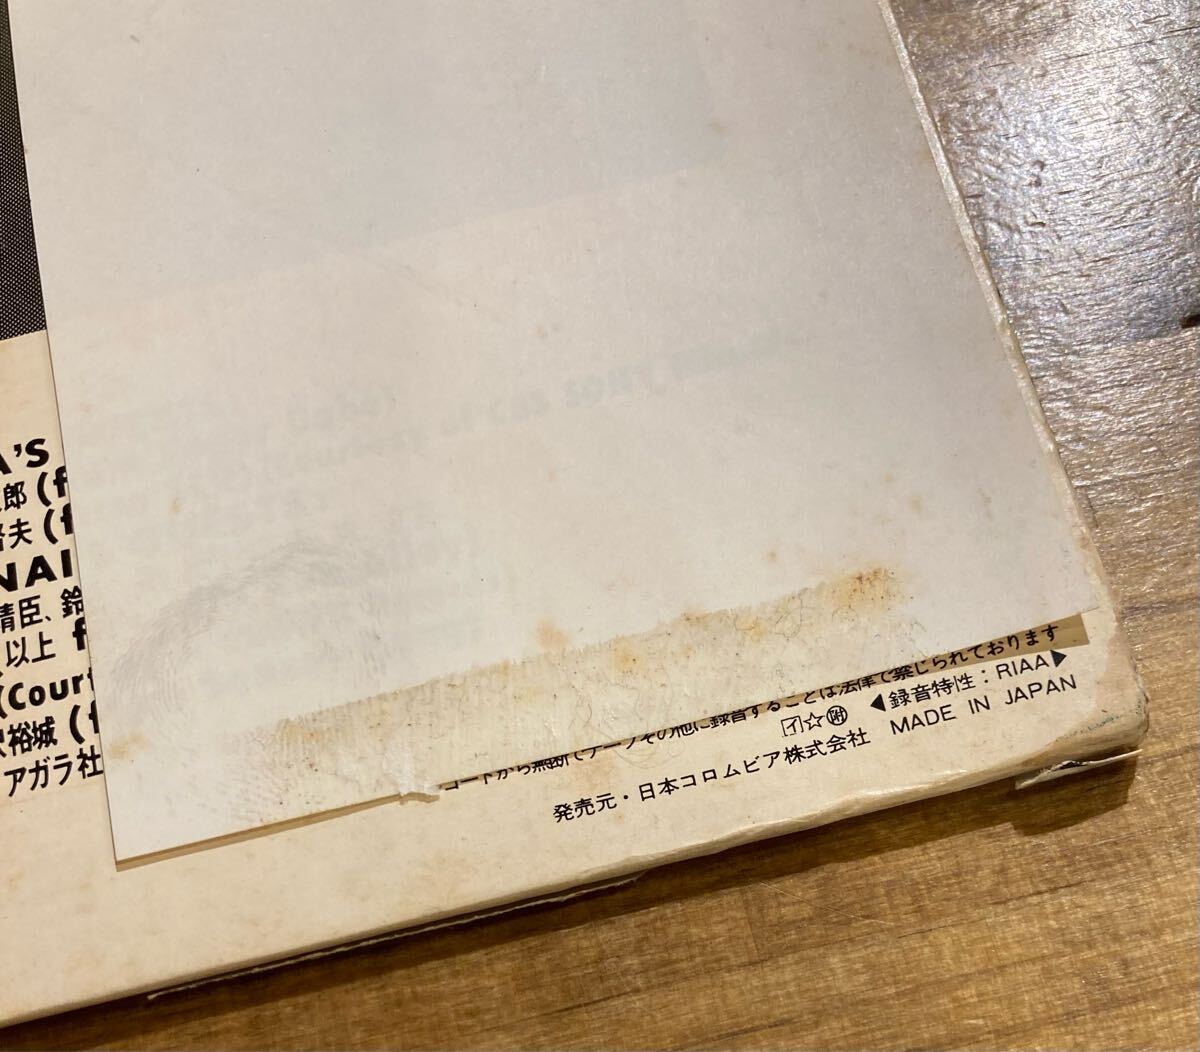 A'S
郎 (f
夫 (f
NAI
晴臣、鈴
以上 f
(Court
裕城 (f
アガラ社
コードから無断でテープその他に録音することは法律で禁じられております
◀録音特性：RIAA▶
イ☆
発売元・日本コロムビア株式会社 MADE IN JAPAN